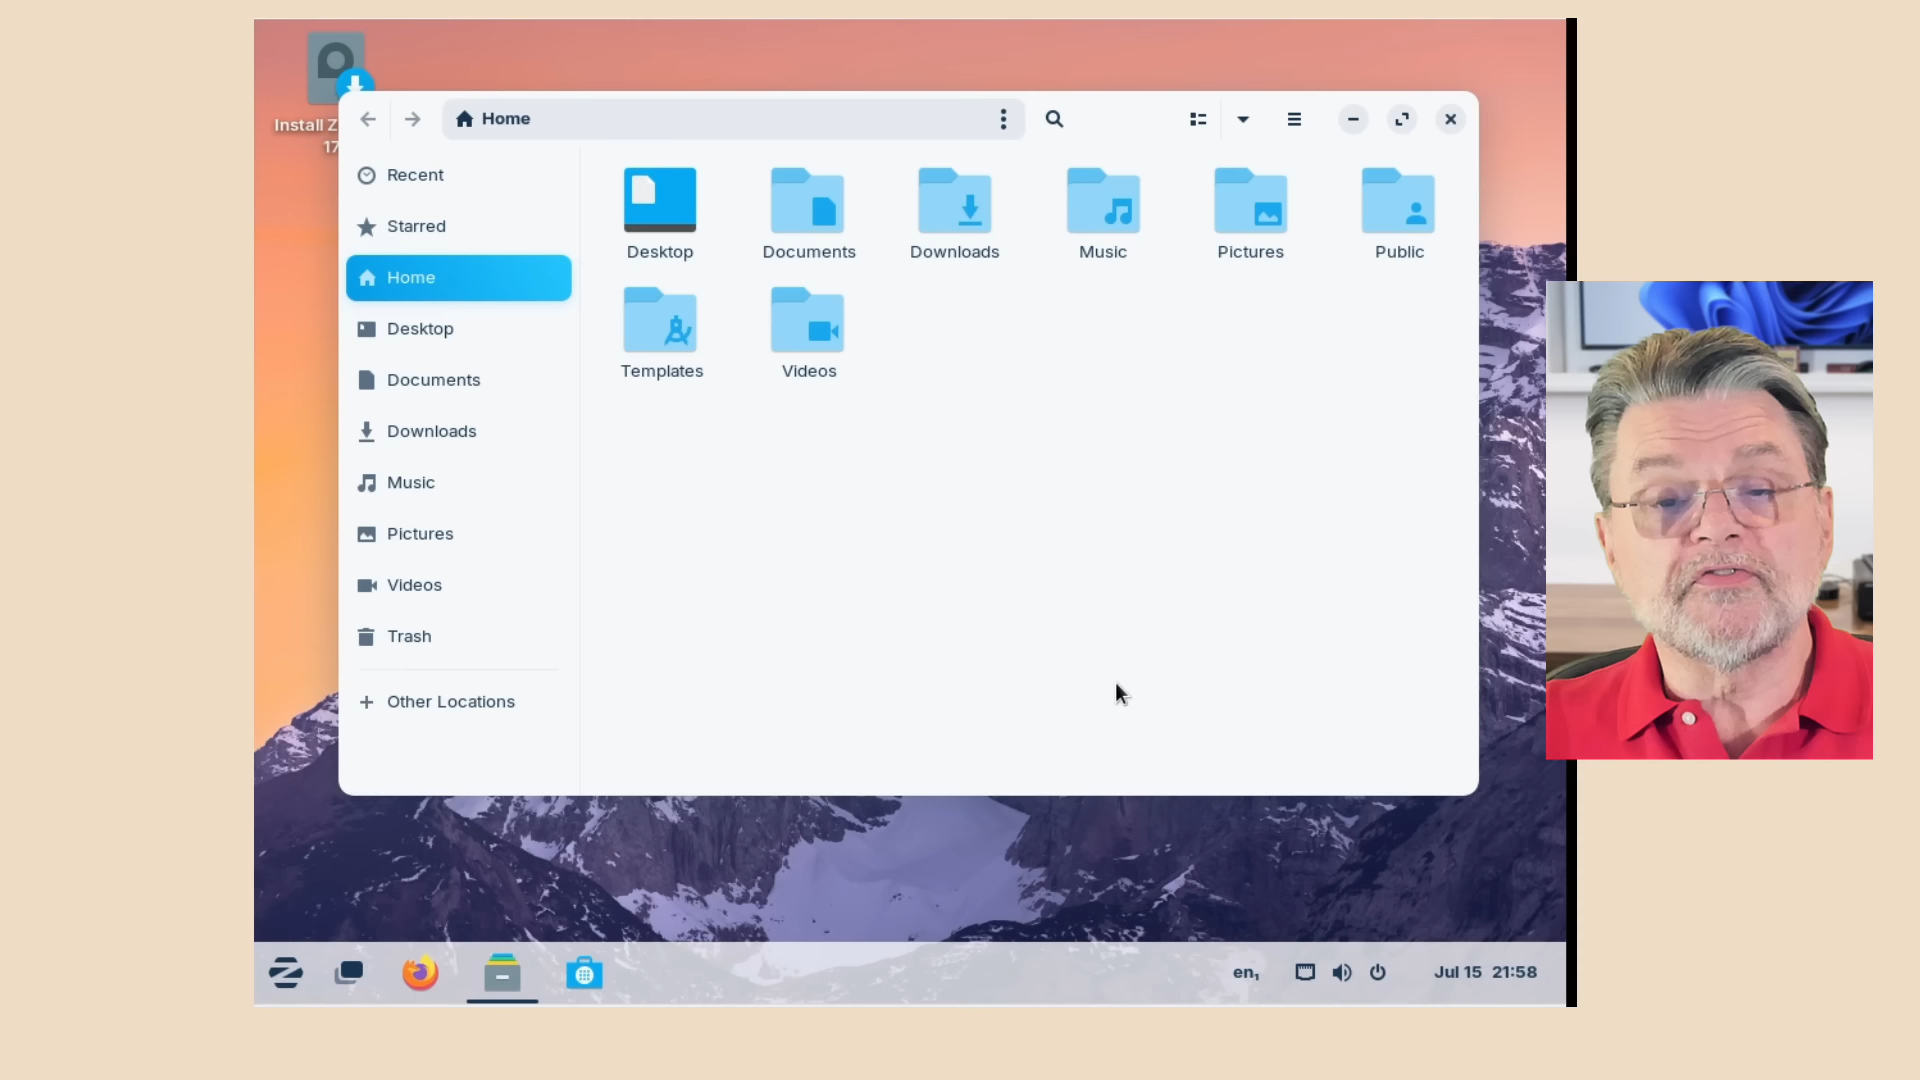 Install Z
17
Home
Recent
Starred
Home
Desktop
Documents
Downloads
Music
Pictures
Videos
Trash
Other Locations
Desktop
Documents
Downloads
Music
Pictures
Public
Templates
Videos
en₁
Jul 15 21:58